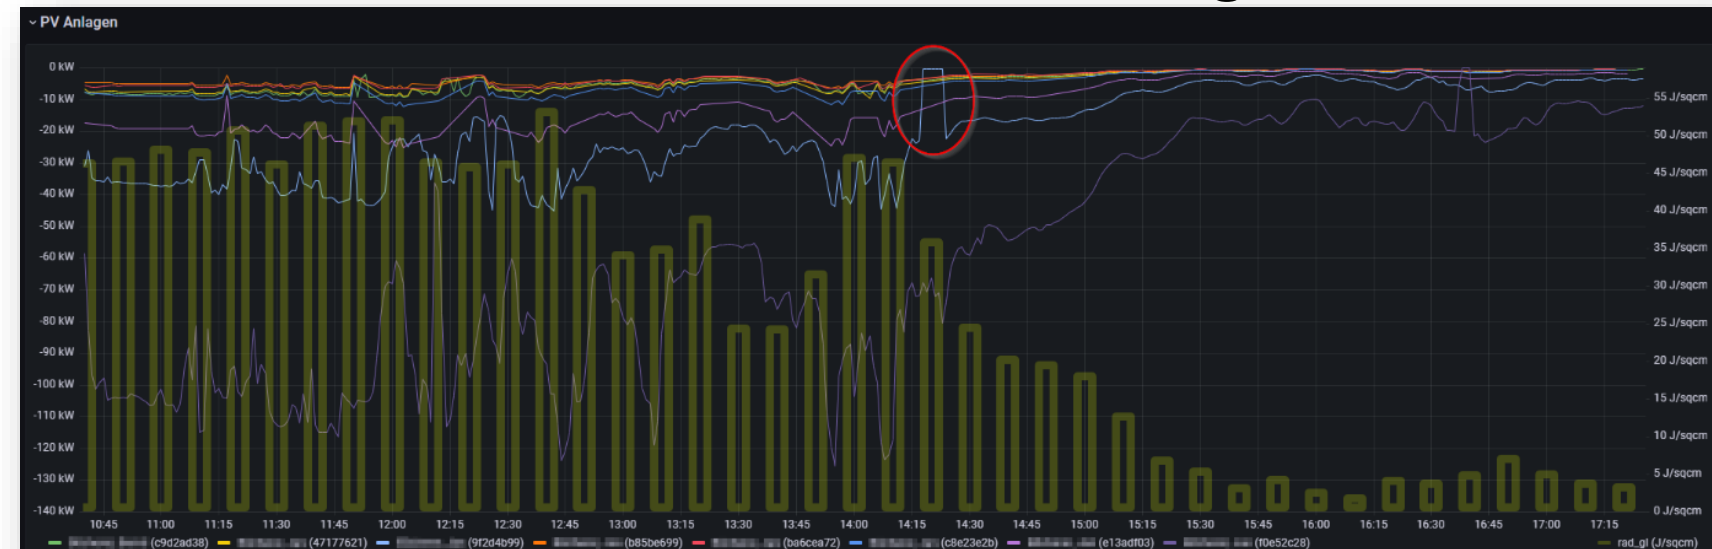 PV Anlagen
0 kW
-10 kW
-20 kW
-30 kW
-40 kW
-50 kW
-60 kW
-70 kW
-80 kW
-90 kW
-100 kW
-110 kW
-120 kW
-130 kW
-140 kW
55 J/sqcm
50 J/sqcm
45 J/sqcm
40 J/sqcm
35 J/sqcm
30 J/sqcm
25 J/sqcm
20 J/sqcm
15 J/sqcm
10 J/sqcm
5 J/sqcm
0 J/sqcm
10:45 11:00 11:15 11:30 11:45 12:00 12:15 12:30 12:45 13:00 13:15 13:30 13:45 14:00 14:15 14:30 14:45 15:00 15:15 15:30 15:45 16:00 16:15 16:30 16:45 17:00 17:15
(c9d2ad38) (47177621) (9f2d4b99) (b85be699) (ba6cea72) (c8e23e2b) (e13adf03) (f0e52c28) rad_gl (J/sqcm)